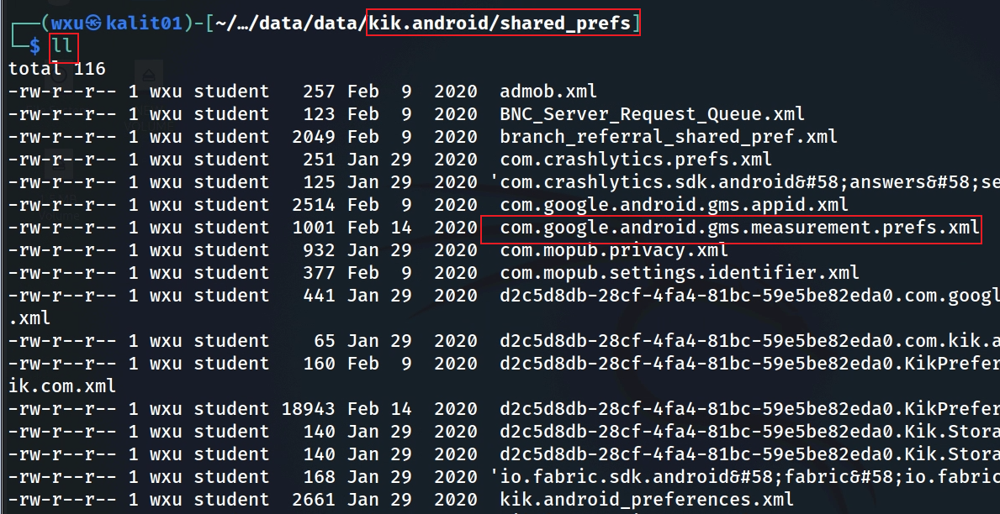 ┌──(wxu㉿kalit01)-[~/…/data/data/kik.android/shared_prefs]
└─$ ll
total 116
-rw-r--r-- 1 wxu student   257 Feb  9  2020  admob.xml
-rw-r--r-- 1 wxu student   123 Feb  9  2020  BNC_Server_Request_Queue.xml
-rw-r--r-- 1 wxu student  2049 Feb  9  2020  branch_referral_shared_pref.xml
-rw-r--r-- 1 wxu student   251 Jan 29  2020  com.crashlytics.prefs.xml
-rw-r--r-- 1 wxu student   125 Jan 29  2020 'com.crashlytics.sdk.android&#58;answers&#58;se
-rw-r--r-- 1 wxu student  2514 Feb  9  2020  com.google.android.gms.appid.xml
-rw-r--r-- 1 wxu student  1001 Feb 14  2020  com.google.android.gms.measurement.prefs.xml
-rw-r--r-- 1 wxu student   932 Jan 29  2020  com.mopub.privacy.xml
-rw-r--r-- 1 wxu student   377 Feb  9  2020  com.mopub.settings.identifier.xml
-rw-r--r-- 1 wxu student   441 Jan 29  2020  d2c5d8db-28cf-4fa4-81bc-59e5be82eda0.com.googl
.xml
-rw-r--r-- 1 wxu student    65 Jan 29  2020  d2c5d8db-28cf-4fa4-81bc-59e5be82eda0.com.kik.a
-rw-r--r-- 1 wxu student   160 Feb  9  2020  d2c5d8db-28cf-4fa4-81bc-59e5be82eda0.KikPrefer
ik.com.xml
-rw-r--r-- 1 wxu student 18943 Feb 14  2020  d2c5d8db-28cf-4fa4-81bc-59e5be82eda0.KikPrefer
-rw-r--r-- 1 wxu student   140 Jan 29  2020  d2c5d8db-28cf-4fa4-81bc-59e5be82eda0.Kik.Stora
-rw-r--r-- 1 wxu student   140 Jan 29  2020  d2c5d8db-28cf-4fa4-81bc-59e5be82eda0.Kik.Stora
-rw-r--r-- 1 wxu student   168 Jan 29  2020 'io.fabric.sdk.android&#58;fabric&#58;io.fabric
-rw-r--r-- 1 wxu student  2661 Jan 29  2020  kik.android_preferences.xml